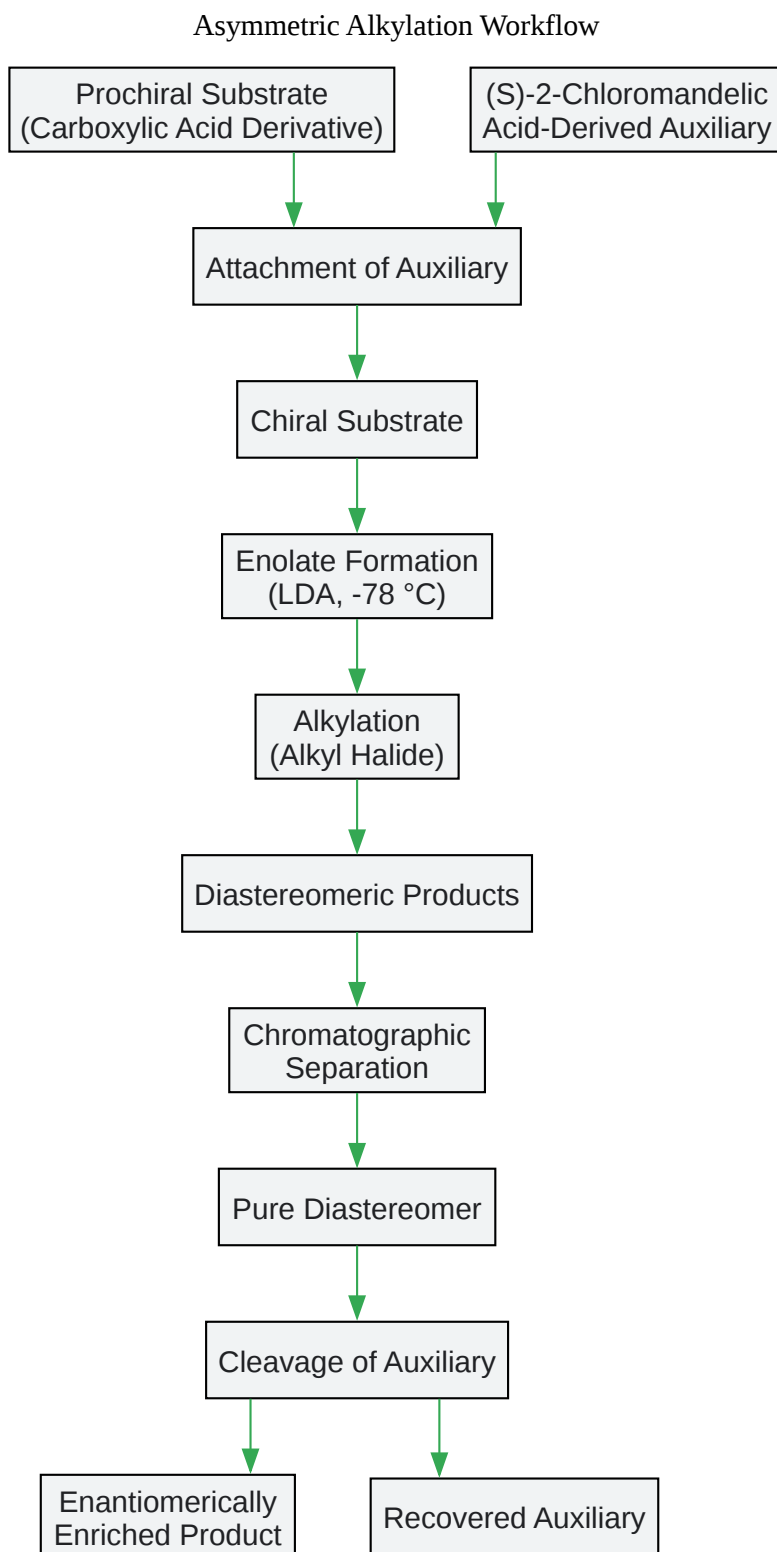 Asymmetric Alkylation Workflow
Prochiral Substrate
(Carboxylic Acid Derivative)
(S)-2-Chloromandelic
Acid-Derived Auxiliary
Attachment of Auxiliary
Chiral Substrate
Enolate Formation
(LDA, -78 °C)
Alkylation
(Alkyl Halide)
Diastereomeric Products
Chromatographic
Separation
Pure Diastereomer
Cleavage of Auxiliary
Enantiomerically
Enriched Product
Recovered Auxiliary